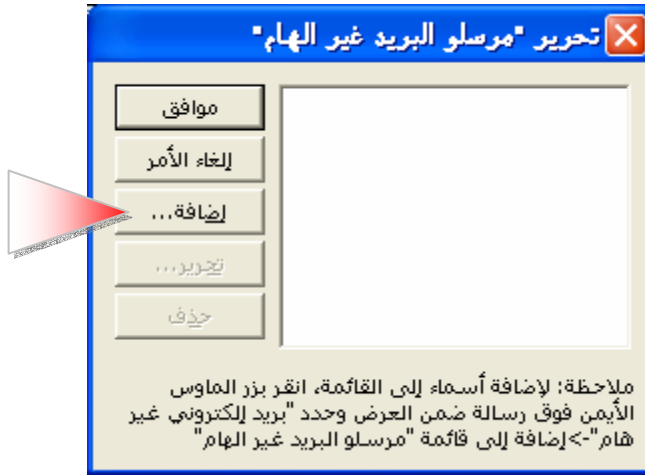 تحرير "مرسلو البريد غير الهام"
موافق
إلغاء الأمر
إضافة...
تحرير...
حذف
ملاحظة: لإضافة أسماء إلى القائمة، انقر بزر الماوس
الأيمن فوق رسالة ضمن العرض وحدد "بريد إلكتروني غير
هام"->إضافة إلى قائمة "مرسلو البريد غير الهام"